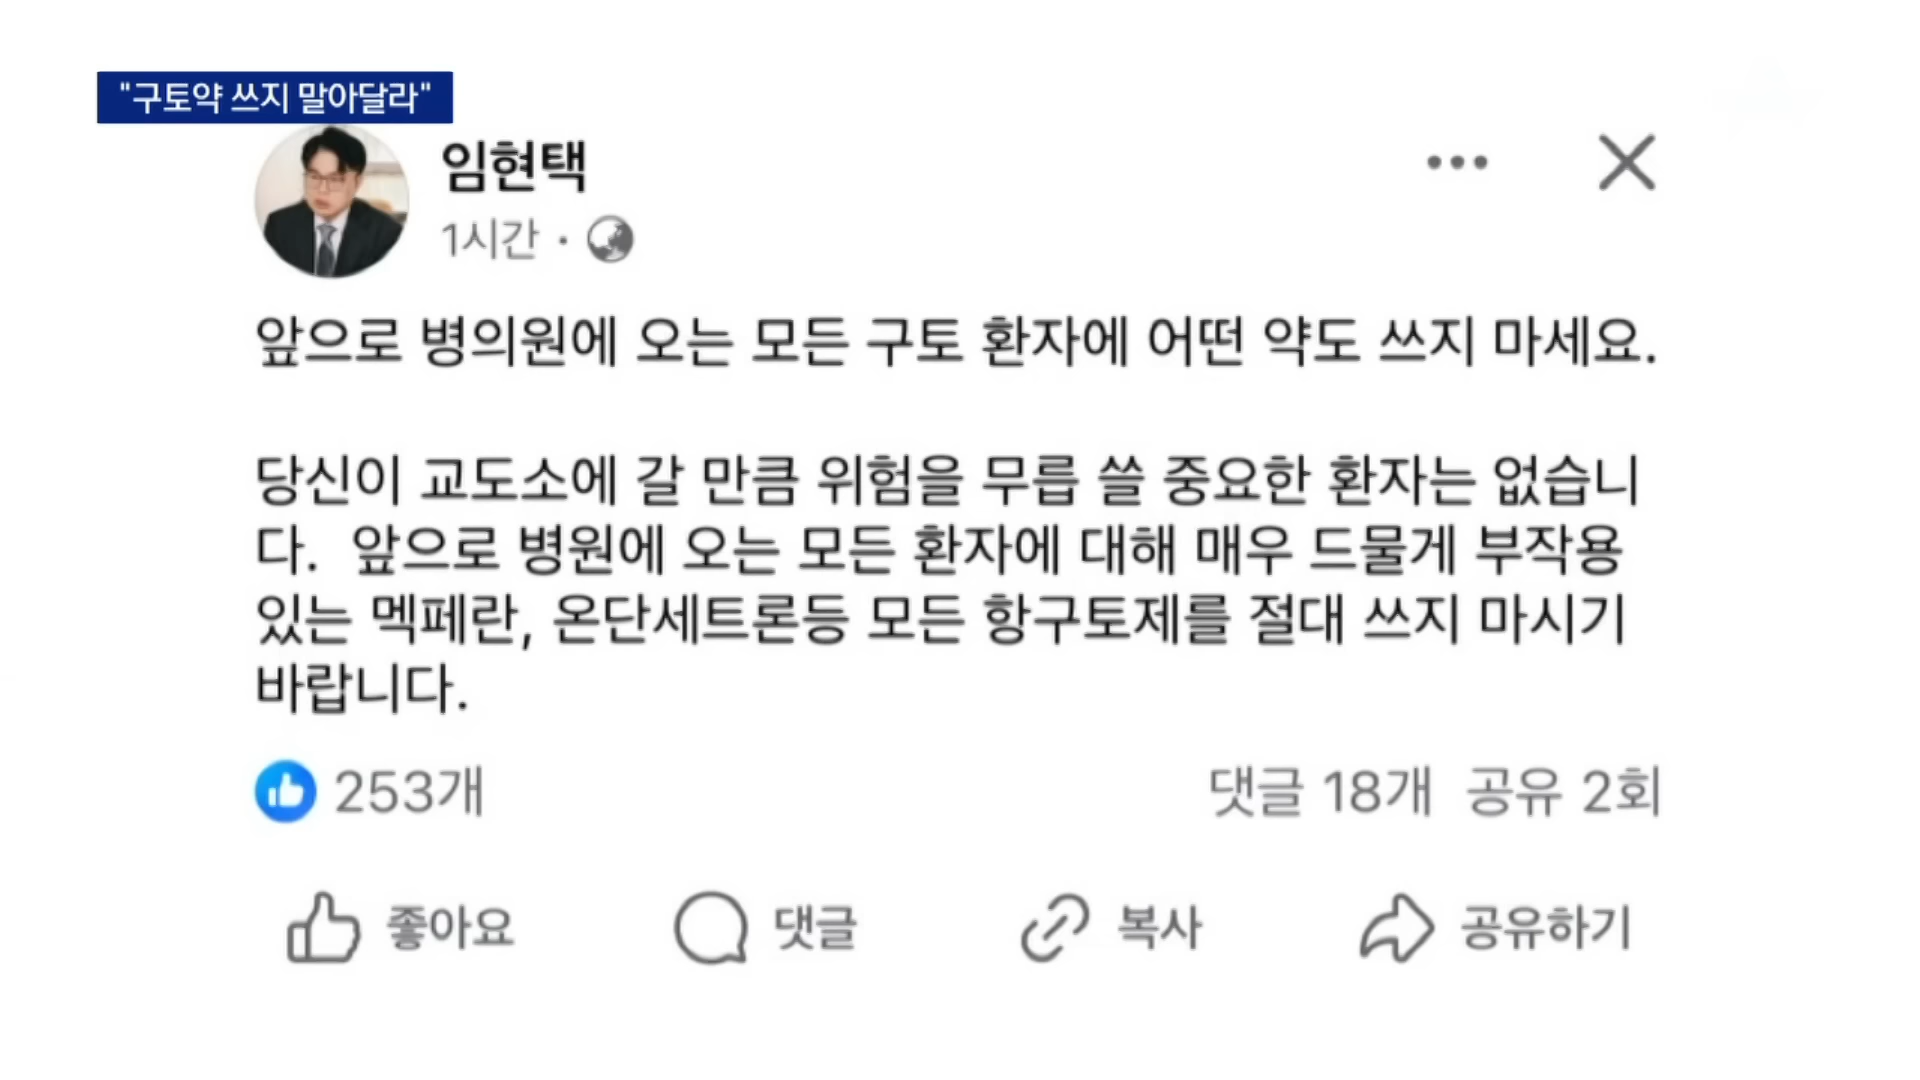 "구토약 쓰지 말아달라"
임현택
1시간 ·
앞으로 병의원에 오는 모든 구토 환자에 어떤 약도 쓰지 마세요.
당신이 교도소에 갈 만큼 위험을 무릅 쓸 중요한 환자는 없습니
다. 앞으로 병원에 오는 모든 환자에 대해 매우 드물게 부작용
있는 멕페란, 온단세트론등 모든 항구토제를 절대 쓰지 마시기
바랍니다.
253개
댓글 18개 공유 2회
좋아요 댓글 복사 공유하기